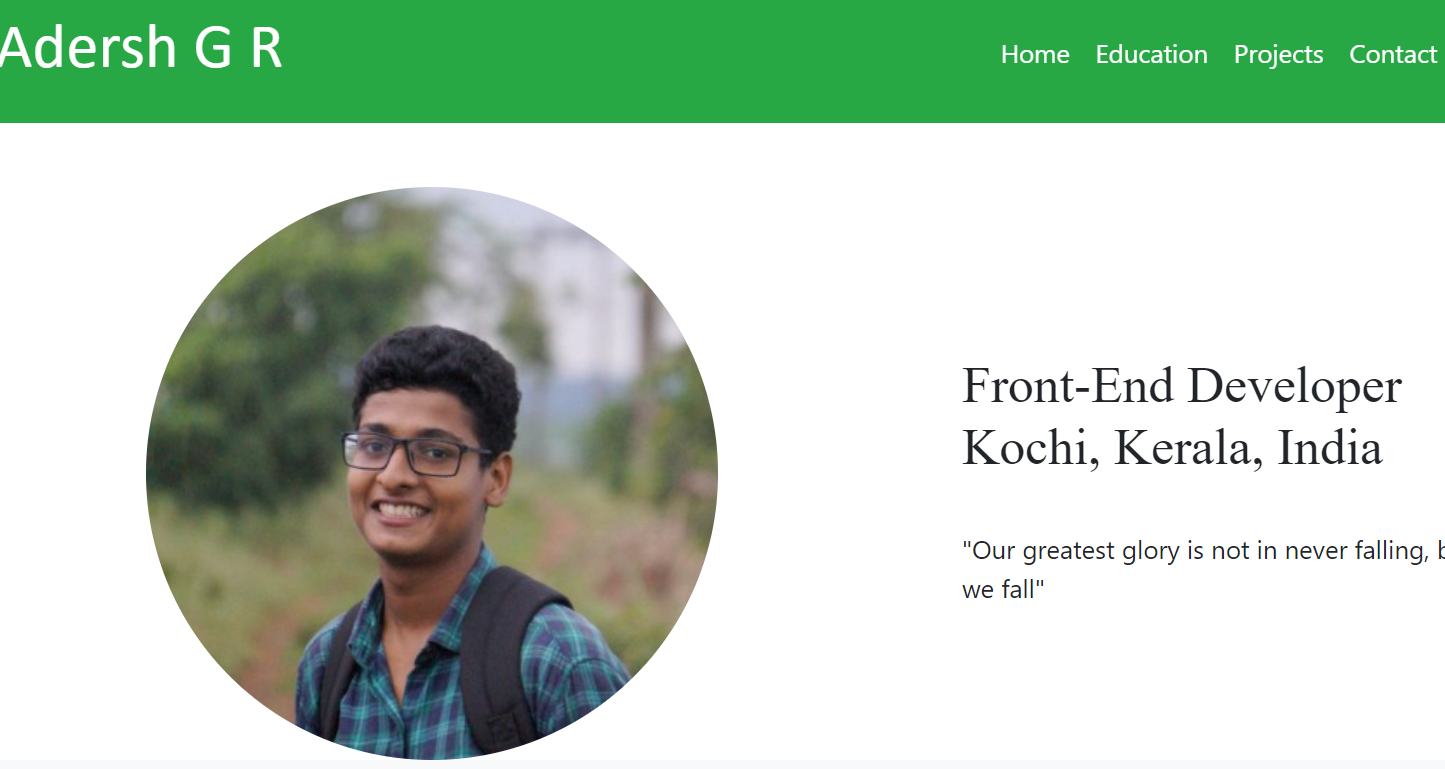 Adersh G R
Home Education Projects Contact
Front-End Developer
Kochi, Kerala, India
"Our greatest glory is not in never falling,
we fall"